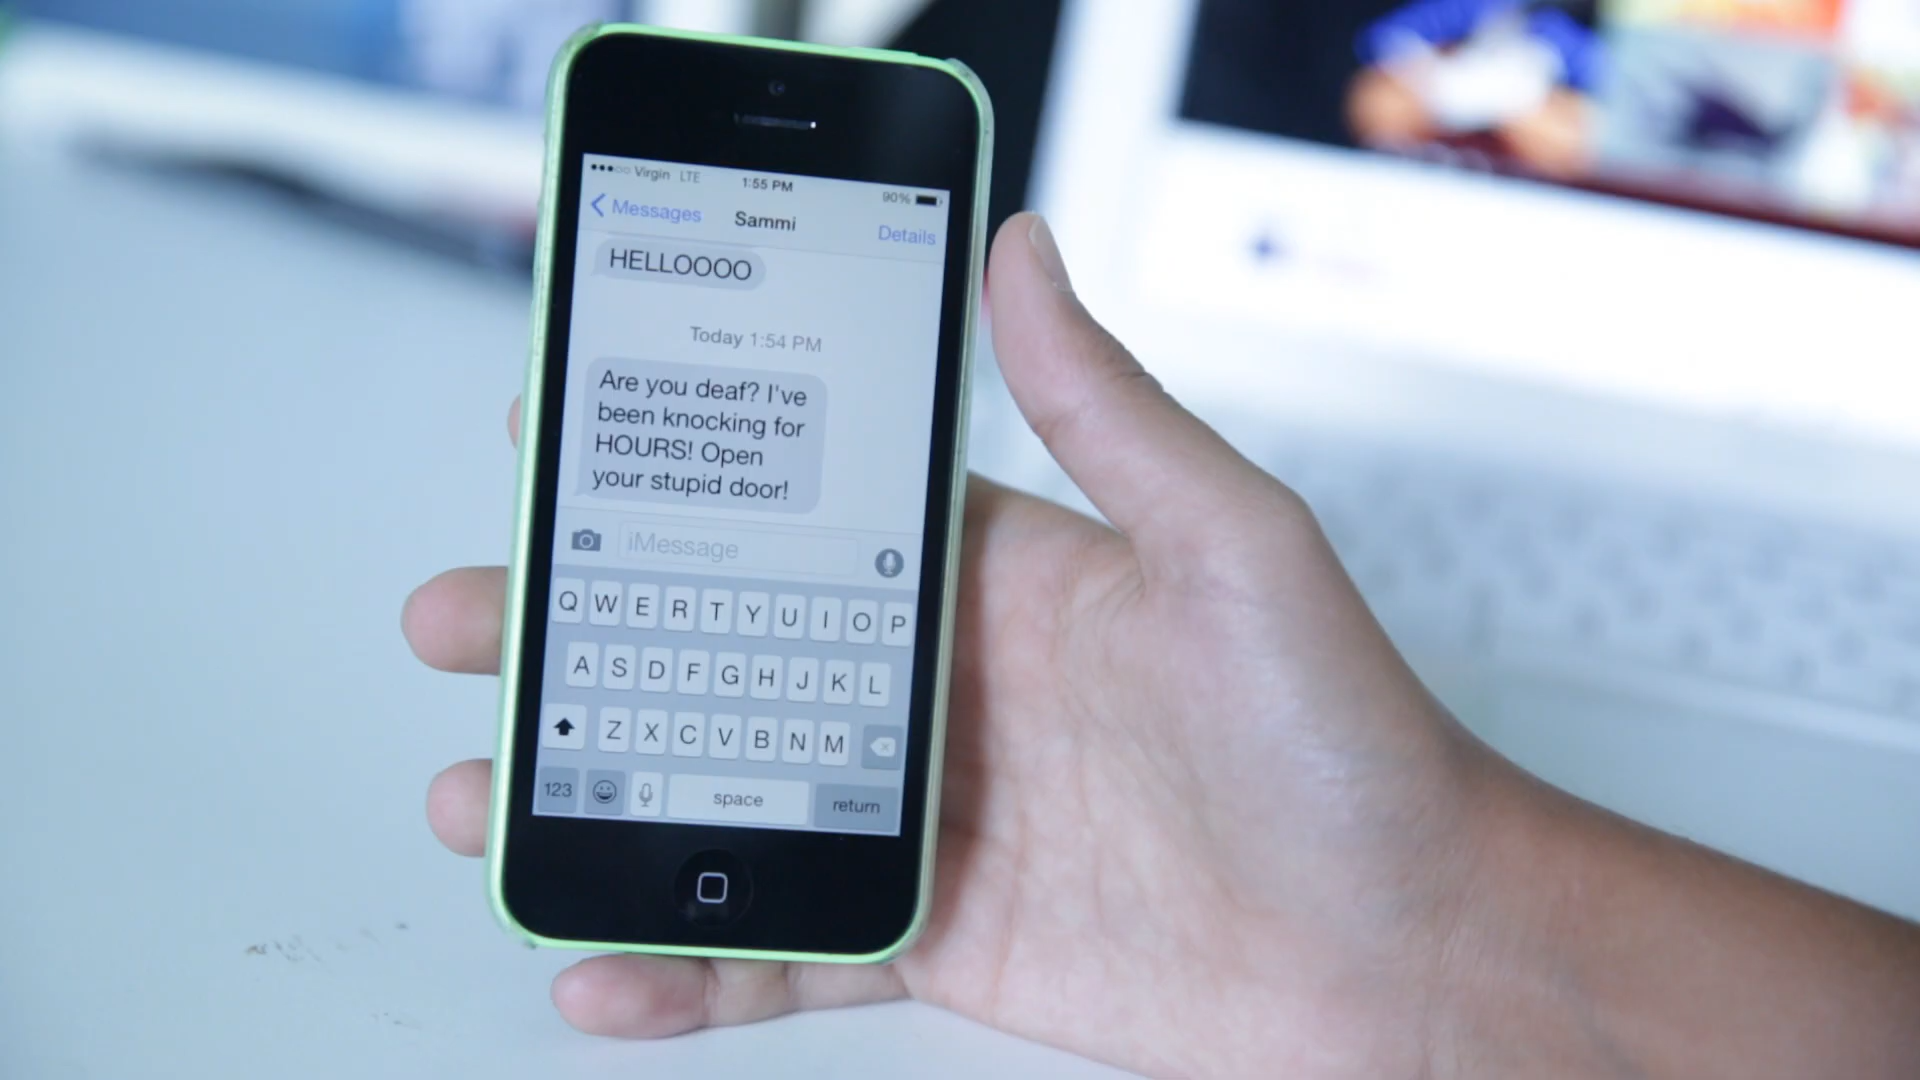 Virgin LTE 1:55 PM 90%
Messages Sammi Details
HELLOOOO
Today 1:54 PM
Are you deaf? I've
been knocking for
HOURS! Open
your stupid door!
iMessage
Q W E R T Y U I O P
A S D F G H J K L
Z X C V B N M
123 space return